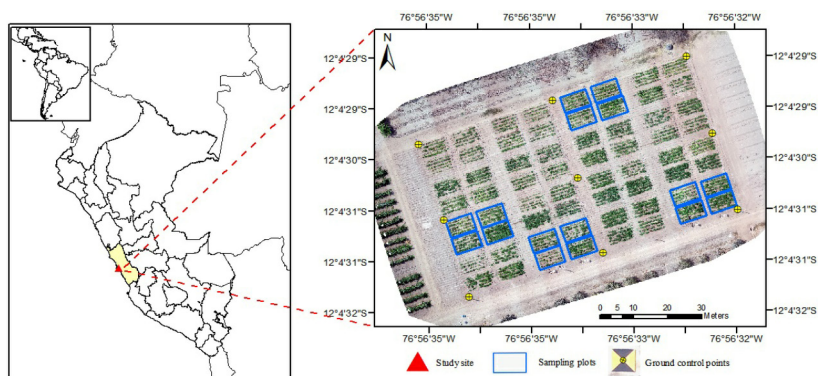 76°56'35"W 76°56'35"W 76°56'33"W 76°56'32"W
N
12°4'29"S 12°4'29"S
12°4'29"S 12°4'29"S
12°4'30"S 12°4'30"S
12°4'31"S 12°4'31"S
12°4'31"S 12°4'31"S
12°4'32"S 12°4'32"S
0 5 10 20 30
Meters
76°56'35"W 76°56'35"W 76°56'33"W 76°56'32"W
Study site Sampling plots Ground control points